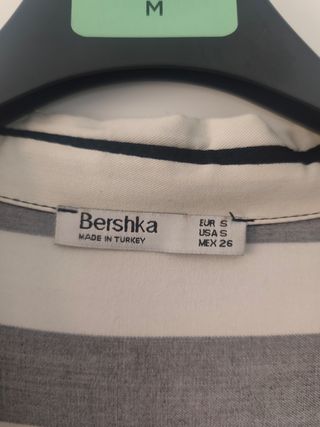 M
Bershka
MADE IN TURKEY
EUR S
USA S
MEX 26